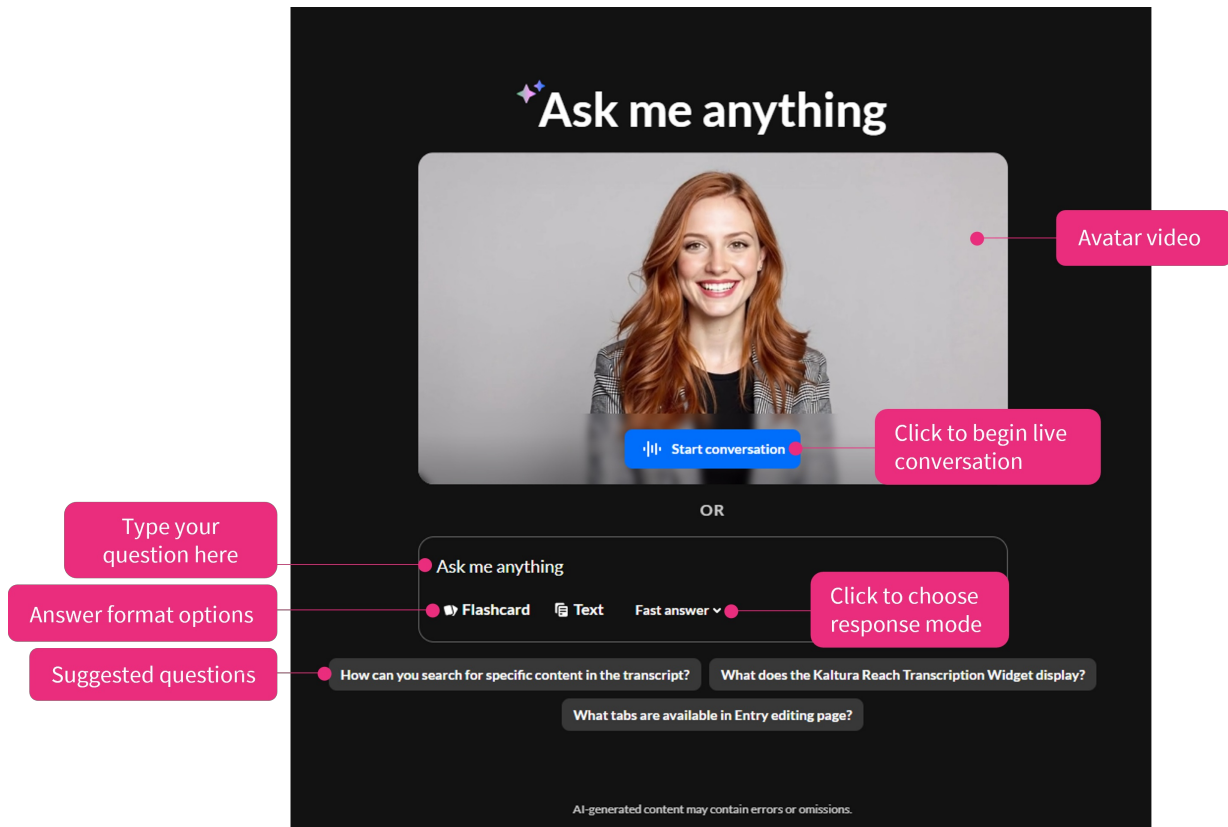 Ask me anything
Avatar video
Click to begin live
conversation
Start conversation
OR
Type your
question here
Ask me anything
Answer format options
Flashcard
Text
Fast answer
Click to choose
response mode
Suggested questions
How can you search for specific content in the transcript?
What does the Kaltura Reach Transcription Widget display?
What tabs are available in Entry editing page?
AI-generated content may contain errors or omissions.